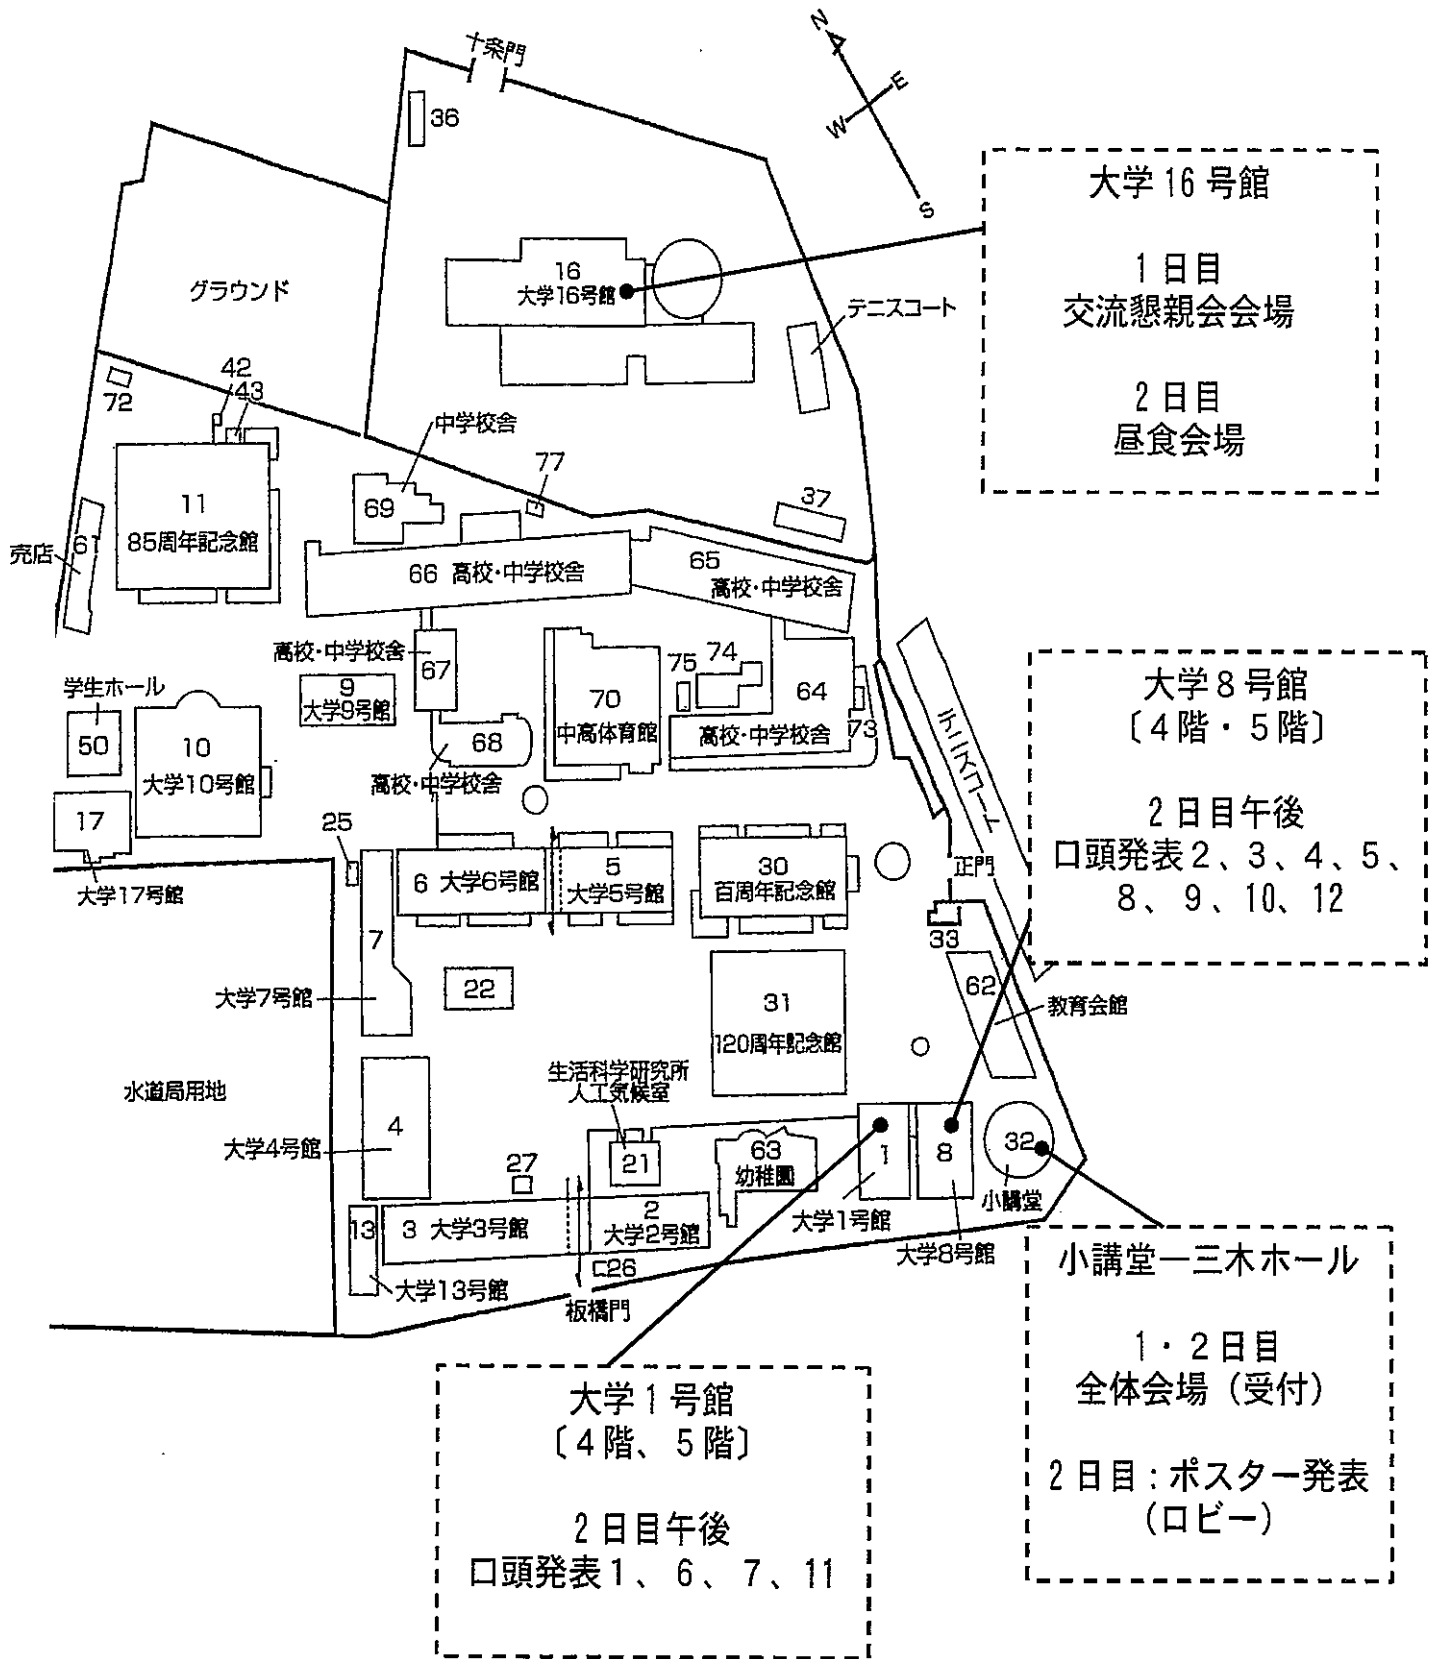 十条門
36
N
E
W
S
大学16号館
1日目
交流懇親会会場
2日目
昼食会場
グラウンド
16
大学16号館
テニスコート
72
42
43
中学校舎
77
37
11
85周年記念館
69
売店
61
66 高校・中学校舎
65
高校・中学校舎
高校・中学校舎
67
9
大学9号館
学生ホール
50
10
大学10号館
68
高校・中学校舎
70
中高体育館
75
74
64
高校・中学校舎
73
テニスコート
大学8号館
〔4階・5階〕
2日目午後
口頭発表2、3、4、5、
8、9、10、12
17
大学17号館
25
6 大学6号館
5
大学5号館
30
百周年記念館
正門
33
7
大学7号館
22
31
120周年記念館
62
教育会館
水道局用地
4
大学4号館
生活科学研究所
人工気候室
21
27
63
幼稚園
1
大学1号館
8
大学8号館
32
小講堂
13
大学13号館
3 大学3号館
2
大学2号館
26
板橋門
小講堂―三木ホール
1・2日目
全体会場（受付）
2日目：ポスター発表
（ロビー）
大学1号館
〔4階、5階〕
2日目午後
口頭発表1、6、7、11